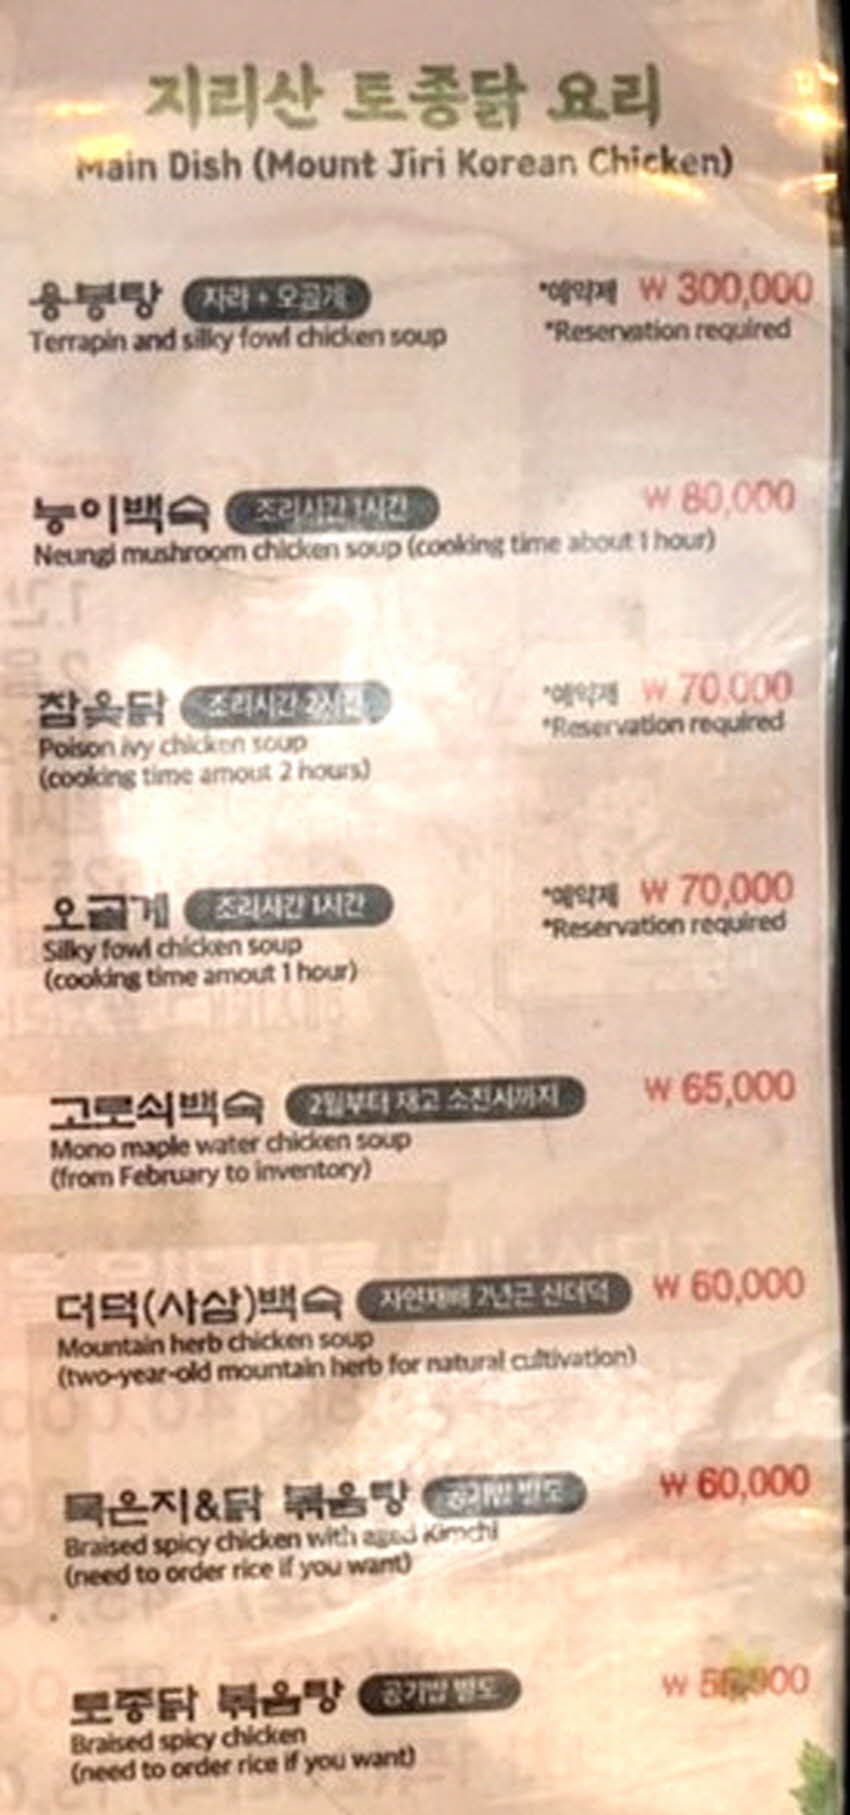 지리산 토종닭 요리
Main Dish (Mount Jiri Korean Chicken)
용봉탕 자라 + 오골계 *예약제 ₩ 300,000
Terrapin and silky fowl chicken soup *Reservation required
능이백숙 조리시간 1시간 ₩ 80,000
Neungi mushroom chicken soup (cooking time about 1 hour)
참옻닭 조리시간 2시간 *예약제 ₩ 70,000
Poison ivy chicken soup *Reservation required
(cooking time amout 2 hours)
오골계 조리시간 1시간 *예약제 ₩ 70,000
Silky fowl chicken soup *Reservation required
(cooking time amout 1 hour)
고로쇠백숙 2월부터 재고 소진시까지 ₩ 65,000
Mono maple water chicken soup
(from February to inventory)
더덕(사삼)백숙 자연재배 2년근 산더덕 ₩ 60,000
Mountain herb chicken soup
(two-year-old mountain herb for natural cultivation)
묵은지&닭 볶음탕 공기밥 별도 ₩ 60,000
Braised spicy chicken with aged Kimchi
(need to order rice if you want)
토종닭 볶음탕 공기밥 별도 ₩
Braised spicy chicken
(need to order rice if you want)